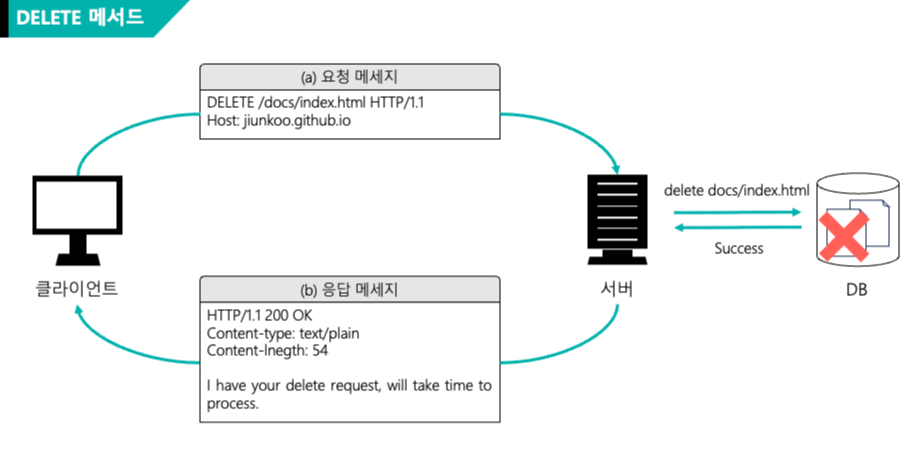 DELETE 메서드
(a) 요청 메세지
DELETE /docs/index.html HTTP/1.1
Host: jiunkoo.github.io
클라이언트
서버
delete docs/index.html
Success
DB
(b) 응답 메세지
HTTP/1.1 200 OK
Content-type: text/plain
Content-lnegth: 54
I have your delete request, will take time to
process.